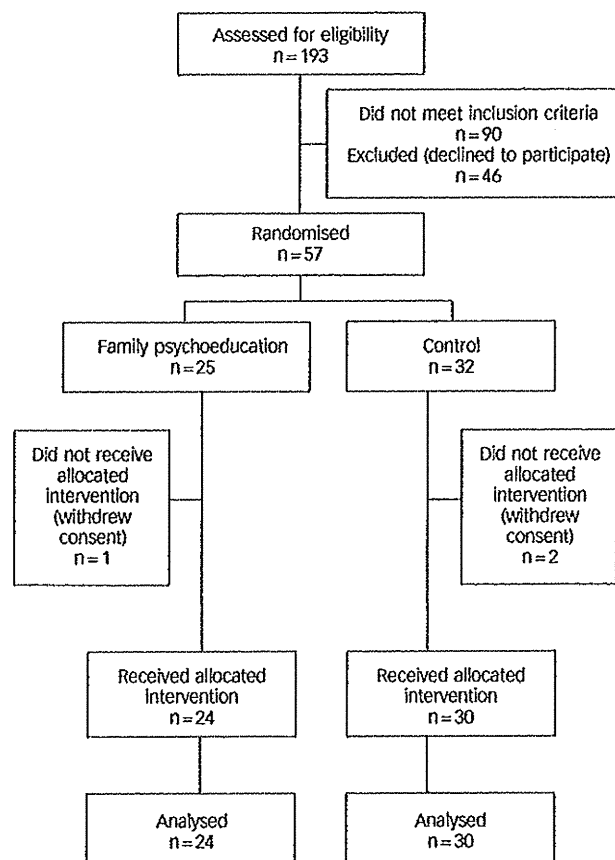 Assessed for eligibility
n=193
Did not meet inclusion criteria
n=90
Excluded (declined to participate)
n=46
Randomised
n=57
Family psychoeducation
n=25
Control
n=32
Did not receive
allocated
intervention
(withdrew
consent)
n=1
Did not receive
allocated
intervention
(withdrew
consent)
n=2
Received allocated
intervention
n=24
Received allocated
intervention
n=30
Analysed
n=24
Analysed
n=30